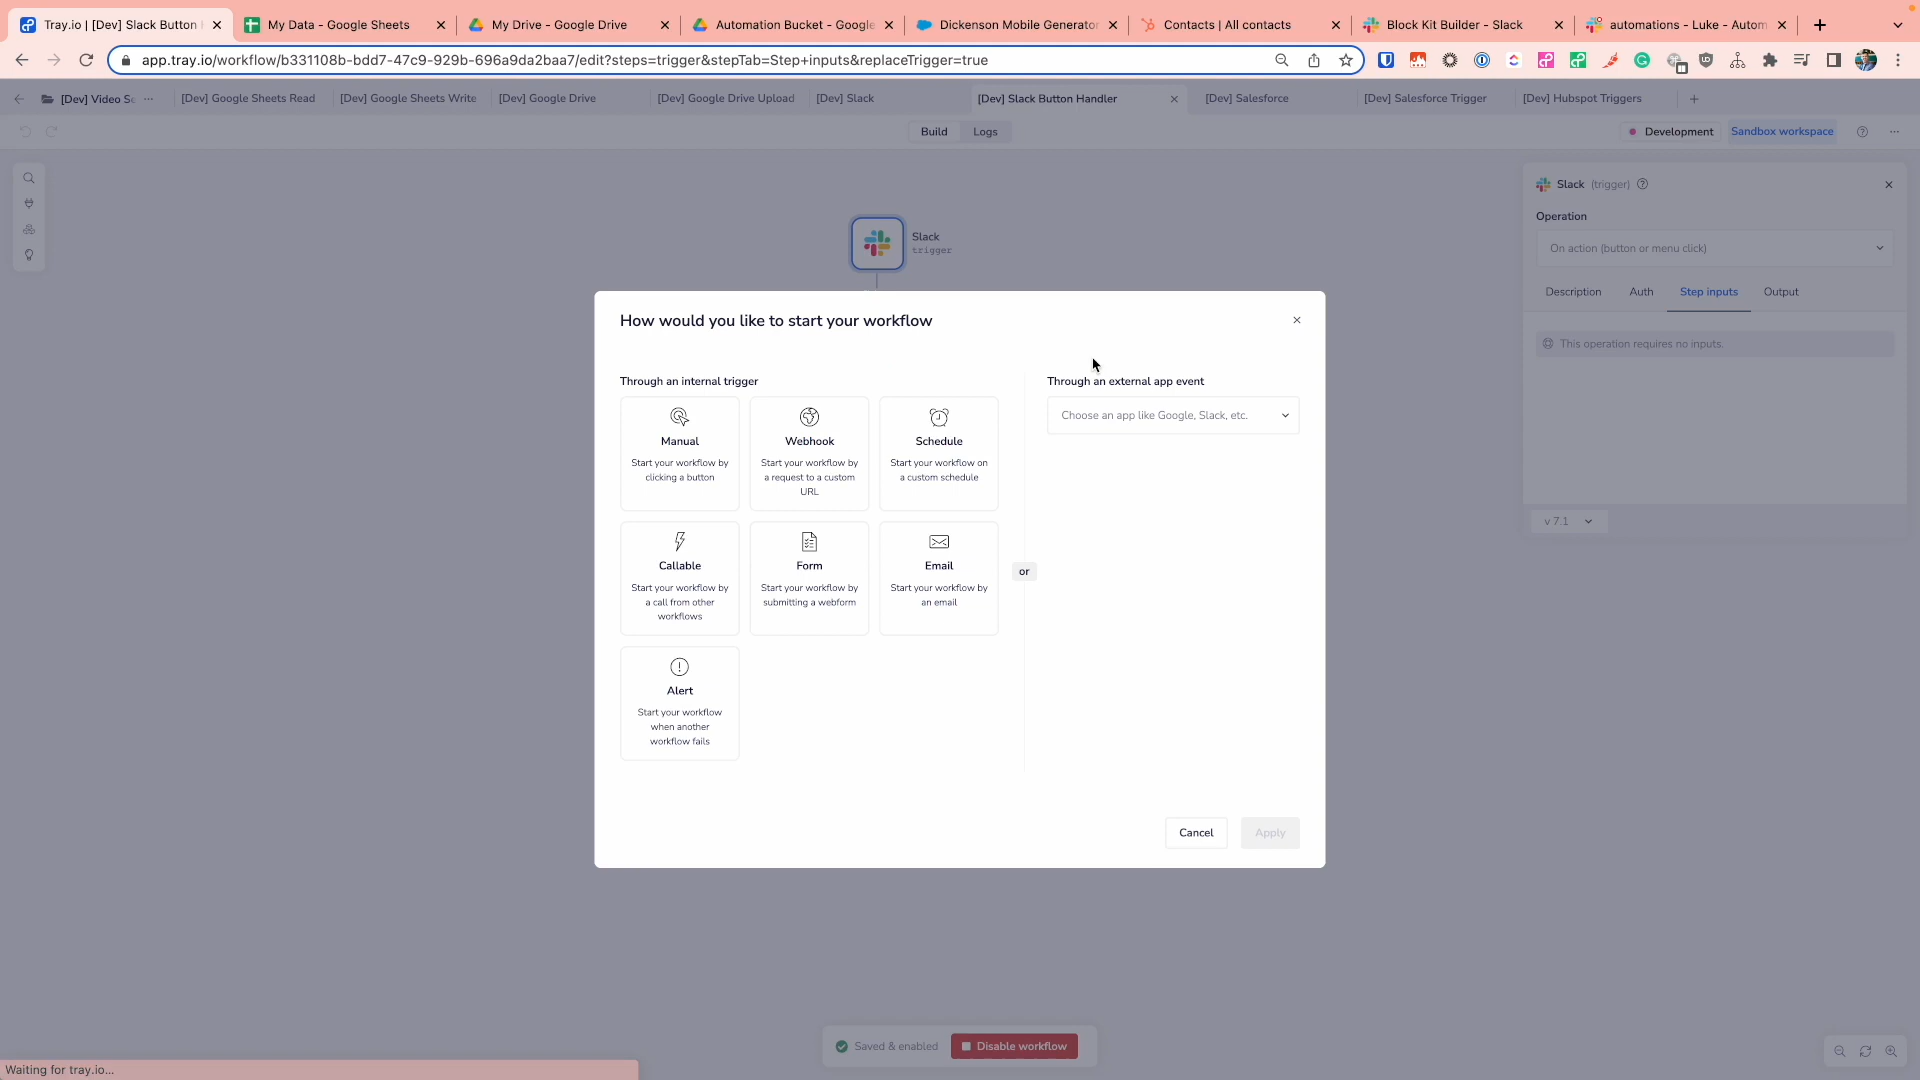 Tray.io | [Dev] Slack Button H
My Data - Google Sheets
My Drive - Google Drive
Automation Bucket - Google
Dickenson Mobile Generator
Contacts | All contacts
Block Kit Builder - Slack
automations - Luke - Autom
app.tray.io/workflow/b331108b-bdd7-47c9-929b-696a9da2baa7/edit?steps=trigger&stepTab=Step+inputs&replaceTrigger=true
[Dev] Video Se ...
[Dev] Google Sheets Read
[Dev] Google Sheets Write
[Dev] Google Drive
[Dev] Google Drive Upload
[Dev] Slack
[Dev] Slack Button Handler
[Dev] Salesforce
[Dev] Salesforce Trigger
[Dev] Hubspot Triggers
Build
Logs
Development
Sandbox workspace
Slack
trigger
Slack (trigger)
Operation
On action (button or menu click)
Description
Auth
Step inputs
Output
This operation requires no inputs.
v 7.1
How would you like to start your workflow
Through an internal trigger
Manual
Start your workflow by
clicking a button
Webhook
Start your workflow by
a request to a custom
URL
Schedule
Start your workflow on
a custom schedule
Callable
Start your workflow by
a call from other
workflows
Form
Start your workflow by
submitting a webform
Email
Start your workflow by
an email
Alert
Start your workflow
when another
workflow fails
or
Through an external app event
Choose an app like Google, Slack, etc.
Cancel
Apply
Saved & enabled
Disable workflow
Waiting for tray.io...